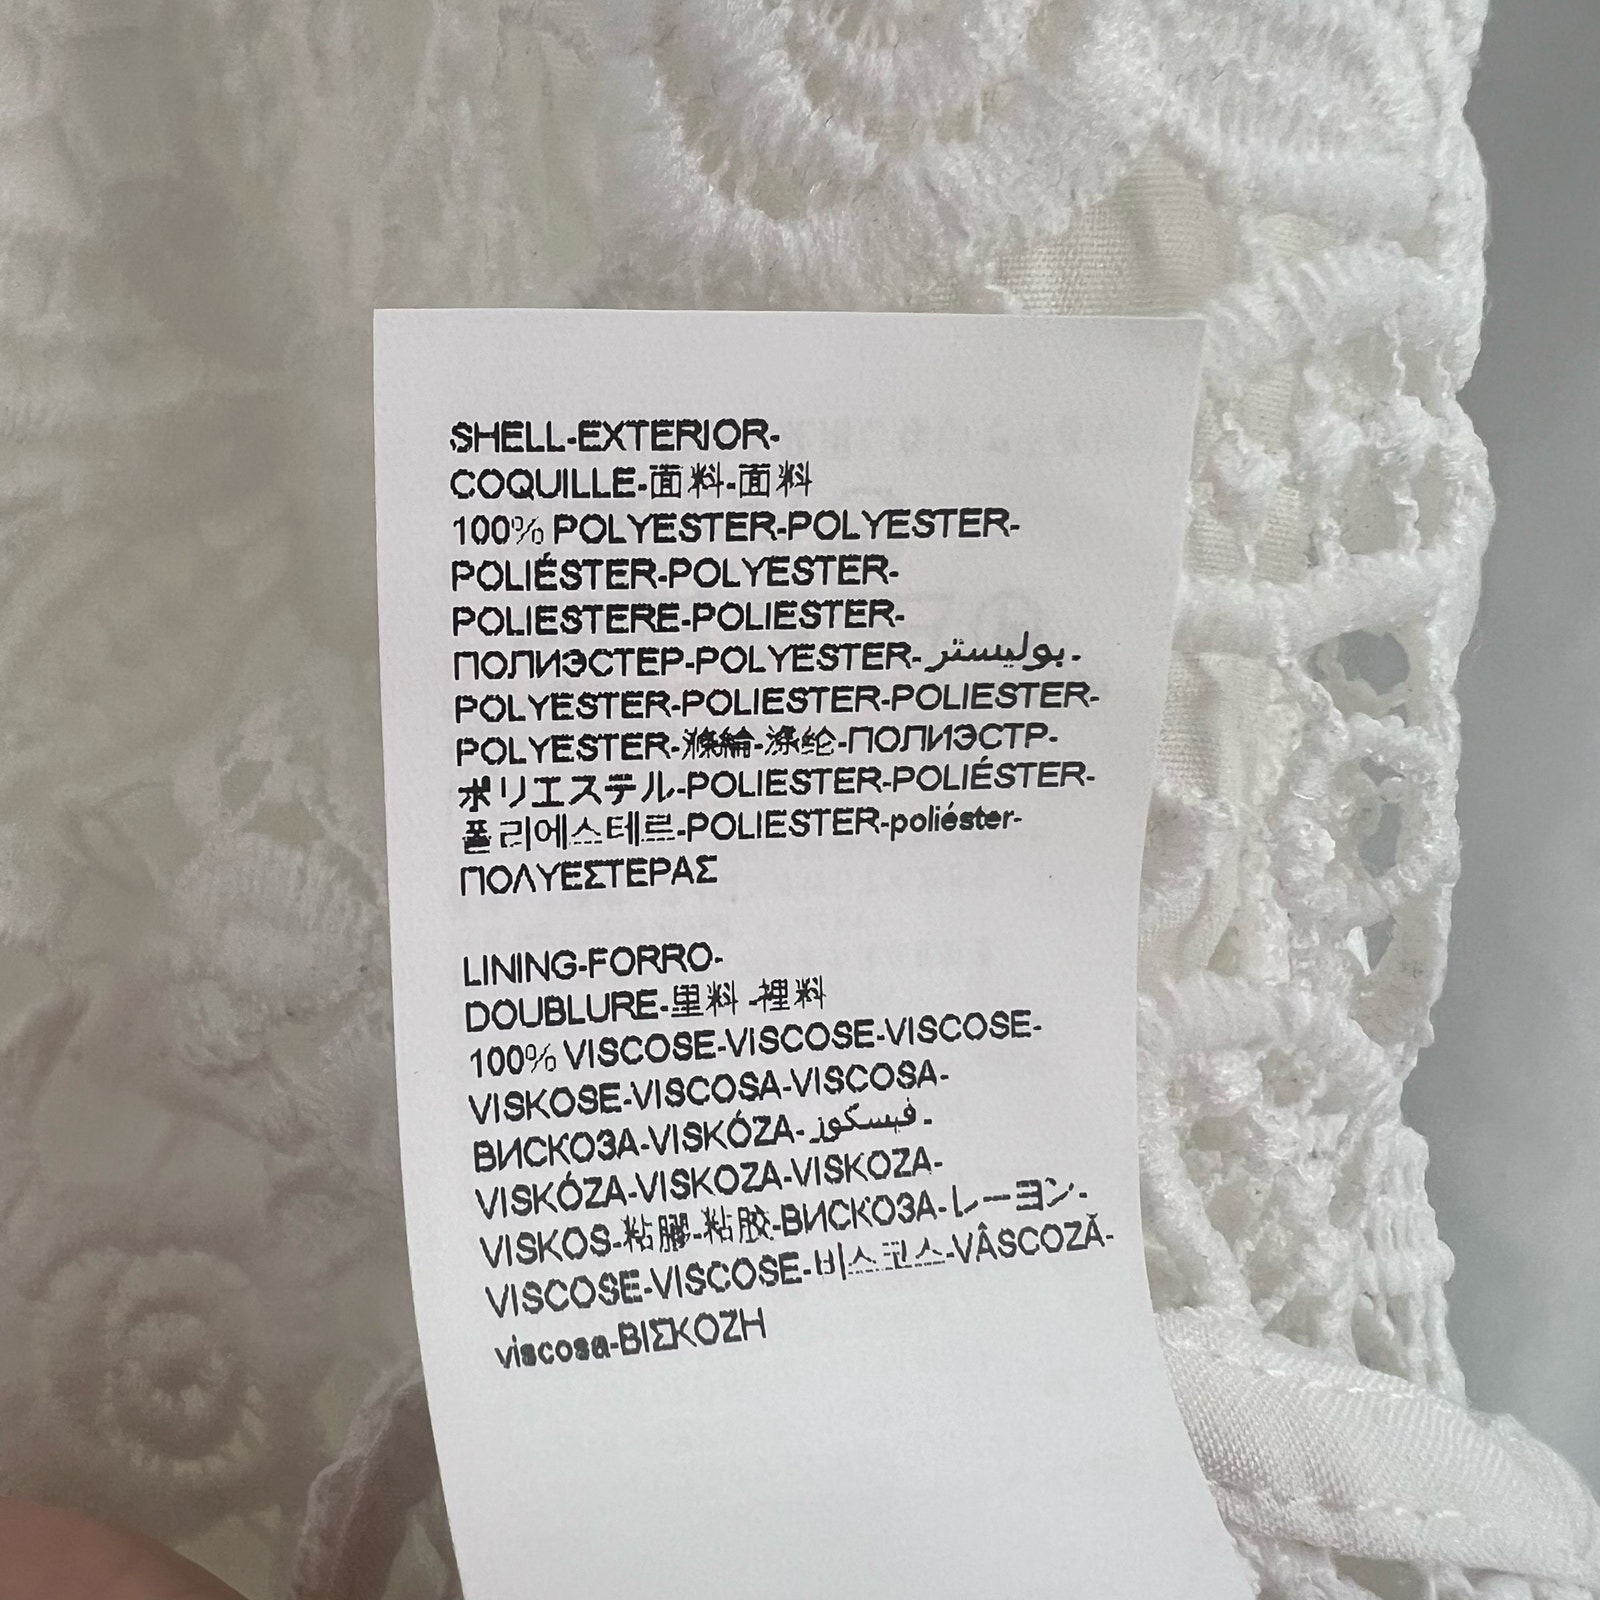 SHELL-EXTERIOR-
COQUILLE-面料-面料
100% POLYESTER-POLYESTER-
POLIÉSTER-POLYESTER-
POLIESTERE-POLIESTER-
ПОЛИЭСТЕР-POLYESTER-بوليستر-
POLYESTER-POLIESTER-POLIESTER-
POLYESTER-滌綸-涤纶-ПОЛИЭСТР-
ポリエステル-POLIESTER-POLIÉSTER-
폴리에스테르-POLIESTER-poliéster-
ΠΟΛΥΕΣΤΕΡΑΣ
LINING-FORRO-
DOUBLURE-里料-裡料
100% VISCOSE-VISCOSE-VISCOSE-
VISKOSE-VISCOSA-VISCOSA-
ВИСКОЗА-VISKÓZA-فيسكوز-
VISKÓZA-VISKOZA-VISKOZA-
VISKOS-粘膠-粘胶-ВИСКОЗА-レーヨン-
VISCOSE-VISCOSE-비스코스-VÂSCOZĂ-
viscosa-ΒΙΣΚΟΖΗ